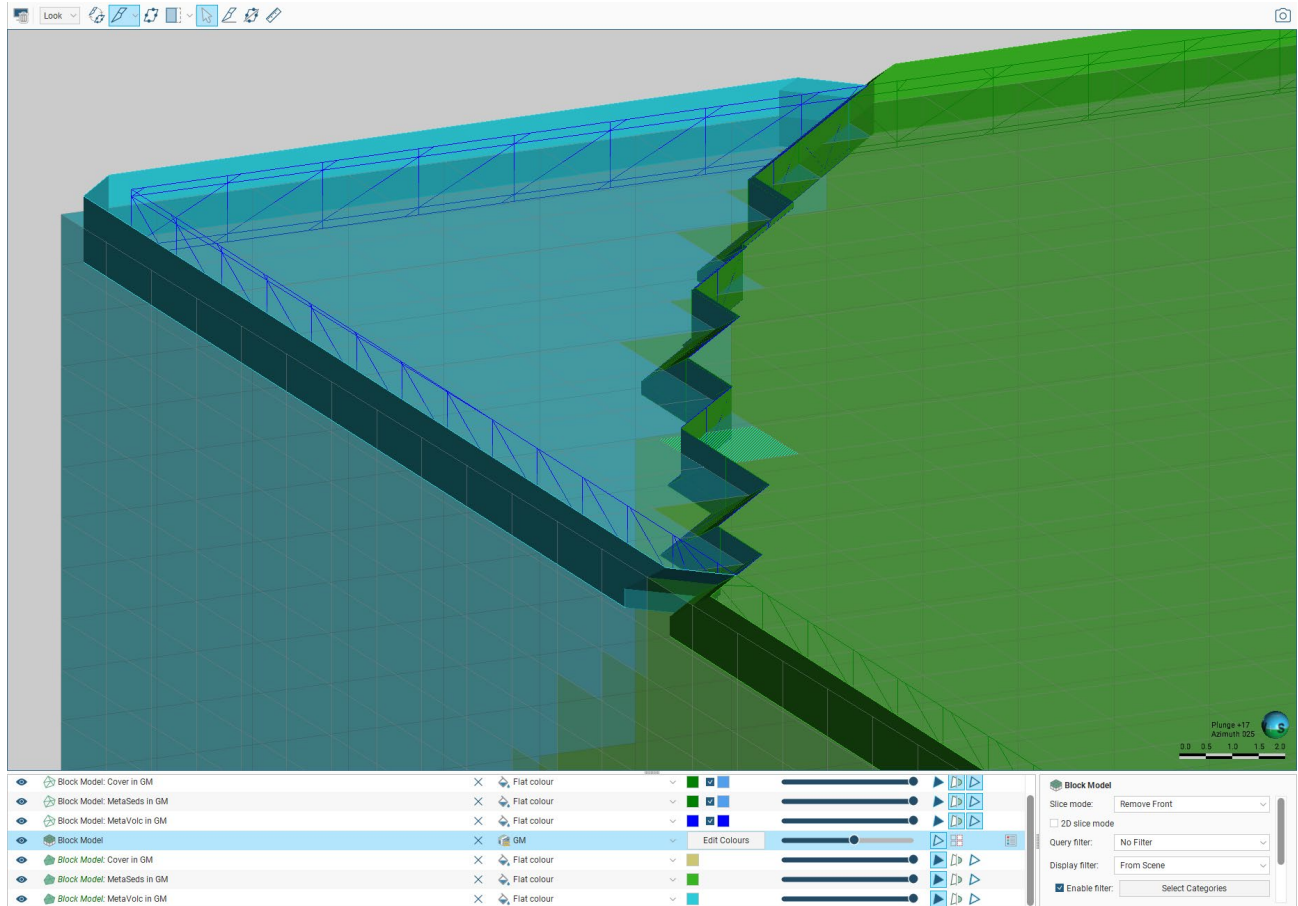 Look
S
Plunge +17
Azimuth 025
0.0 0.5 1.0 1.5 2.0
Block Model: Cover in GM Flat colour
Block Model: MetaSeds in GM Flat colour
Block Model: MetaVolc in GM Flat colour
Block Model GM Edit Colours
Block Model: Cover in GM Flat colour
Block Model: MetaSeds in GM Flat colour
Block Model: MetaVolc in GM Flat colour
Block Model
Slice mode: Remove Front
2D slice mode
Query filter: No Filter
Display filter: From Scene
Enable filter: Select Categories